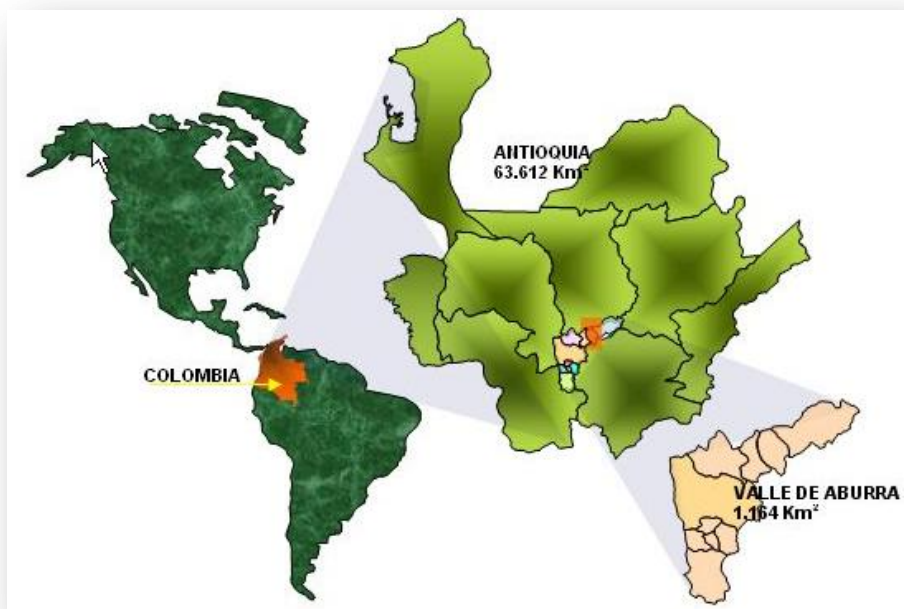 ANTIOQUIA
63.612 Km²
COLOMBIA
VALLE DE ABURRA
1.164 Km²